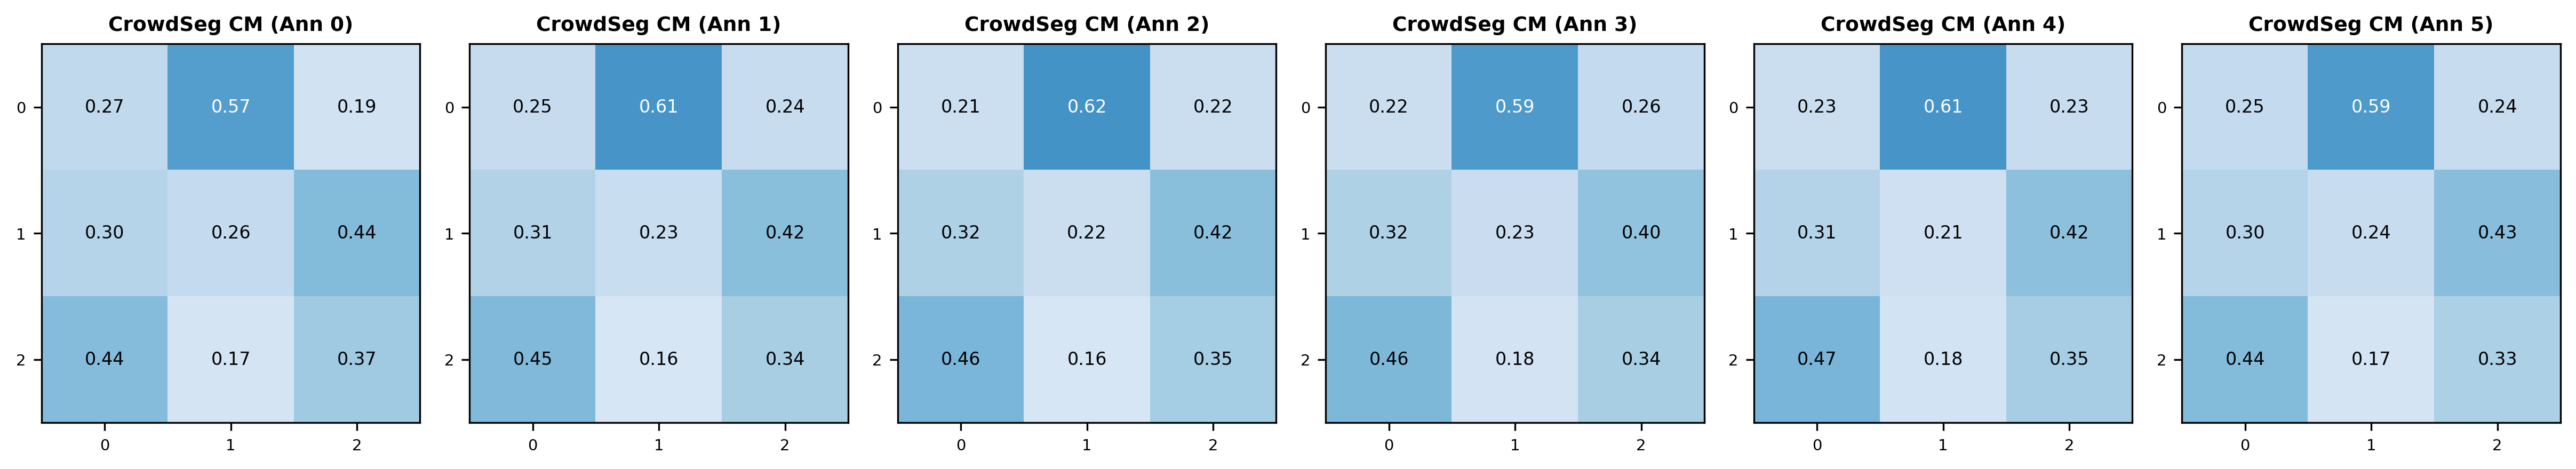 CrowdSeg CM (Ann 0)
0 0.27 0.57 0.19
1 0.30 0.26 0.44
2 0.44 0.17 0.37
0 1 2
CrowdSeg CM (Ann 1)
0 0.25 0.61 0.24
1 0.31 0.23 0.42
2 0.45 0.16 0.34
0 1 2
CrowdSeg CM (Ann 2)
0 0.21 0.62 0.22
1 0.32 0.22 0.42
2 0.46 0.16 0.35
0 1 2
CrowdSeg CM (Ann 3)
0 0.22 0.59 0.26
1 0.32 0.23 0.40
2 0.46 0.18 0.34
0 1 2
CrowdSeg CM (Ann 4)
0 0.23 0.61 0.23
1 0.31 0.21 0.42
2 0.47 0.18 0.35
0 1 2
CrowdSeg CM (Ann 5)
0 0.25 0.59 0.24
1 0.30 0.24 0.43
2 0.44 0.17 0.33
0 1 2